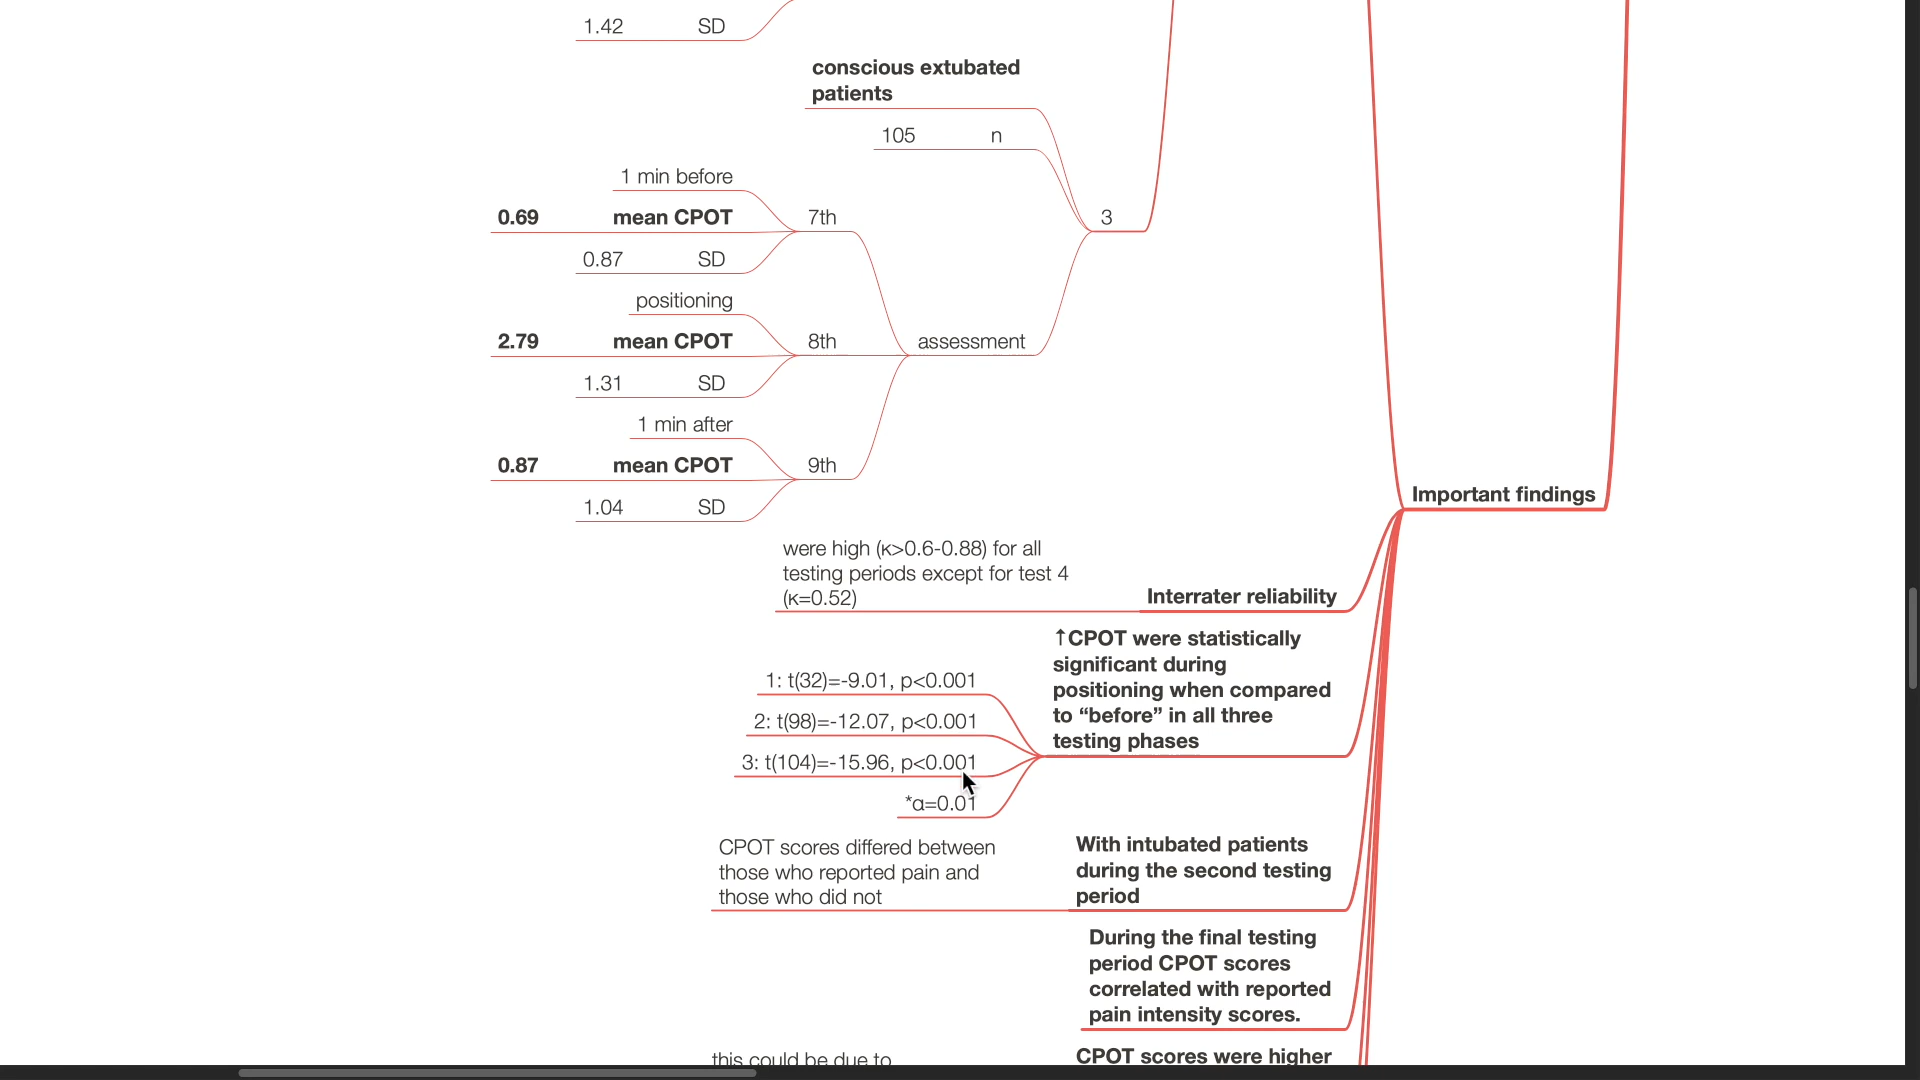 1.42 SD
conscious extubated
patients
105 n
1 min before
0.69 mean CPOT 7th 3
0.87 SD
positioning
2.79 mean CPOT 8th assessment
1.31 SD
1 min after
0.87 mean CPOT 9th
1.04 SD
Important findings
were high (κ>0.6-0.88) for all
testing periods except for test 4
(κ=0.52)
Interrater reliability
↑CPOT were statistically
significant during
positioning when compared
to “before” in all three
testing phases
1: t(32)=-9.01, p<0.001
2: t(98)=-12.07, p<0.001
3: t(104)=-15.96, p<0.001
*α=0.01
With intubated patients
during the second testing
period
CPOT scores differed between
those who reported pain and
those who did not
During the final testing
period CPOT scores
correlated with reported
pain intensity scores.
CPOT scores were higher
this could be due to